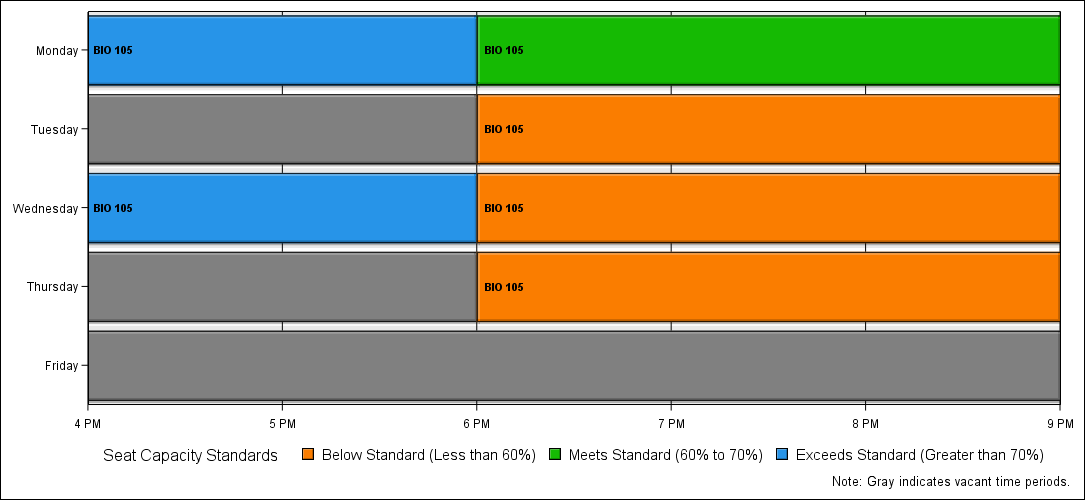 Monday BIO 105 BIO 105
Tuesday BIO 105
Wednesday BIO 105 BIO 105
Thursday BIO 105
Friday
4 PM 5 PM 6 PM 7 PM 8 PM 9 PM
Seat Capacity Standards Below Standard (Less than 60%) Meets Standard (60% to 70%) Exceeds Standard (Greater than 70%)
Note: Gray indicates vacant time periods.